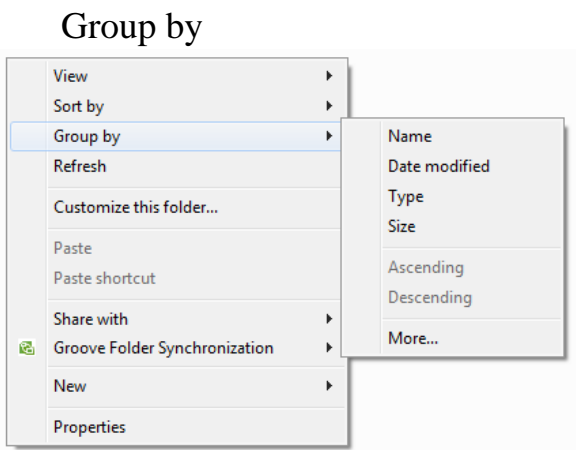 Group by
View
Sort by
Group by
Refresh
Customize this folder...
Paste
Paste shortcut
Share with
Groove Folder Synchronization
New
Properties
Name
Date modified
Type
Size
Ascending
Descending
More...